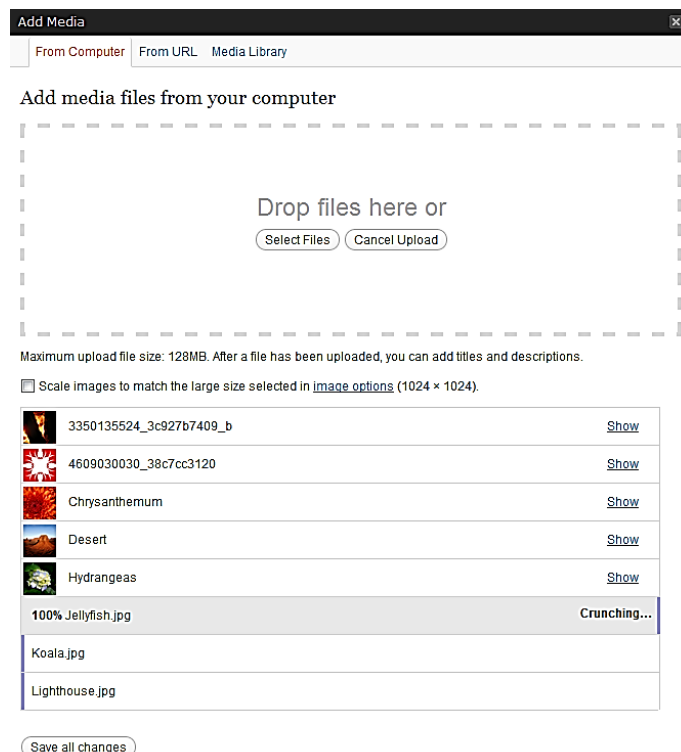 Add Media
From Computer From URL Media Library
Add media files from your computer
Drop files here or
Select Files Cancel Upload
Maximum upload file size: 128MB. After a file has been uploaded, you can add titles and descriptions.
Scale images to match the large size selected in image options (1024 × 1024).
3350135524_3c927b7409_b Show
4609030030_38c7cc3120 Show
Chrysanthemum Show
Desert Show
Hydrangeas Show
100% Jellyfish.jpg Crunching...
Koala.jpg
Lighthouse.jpg
Save all changes